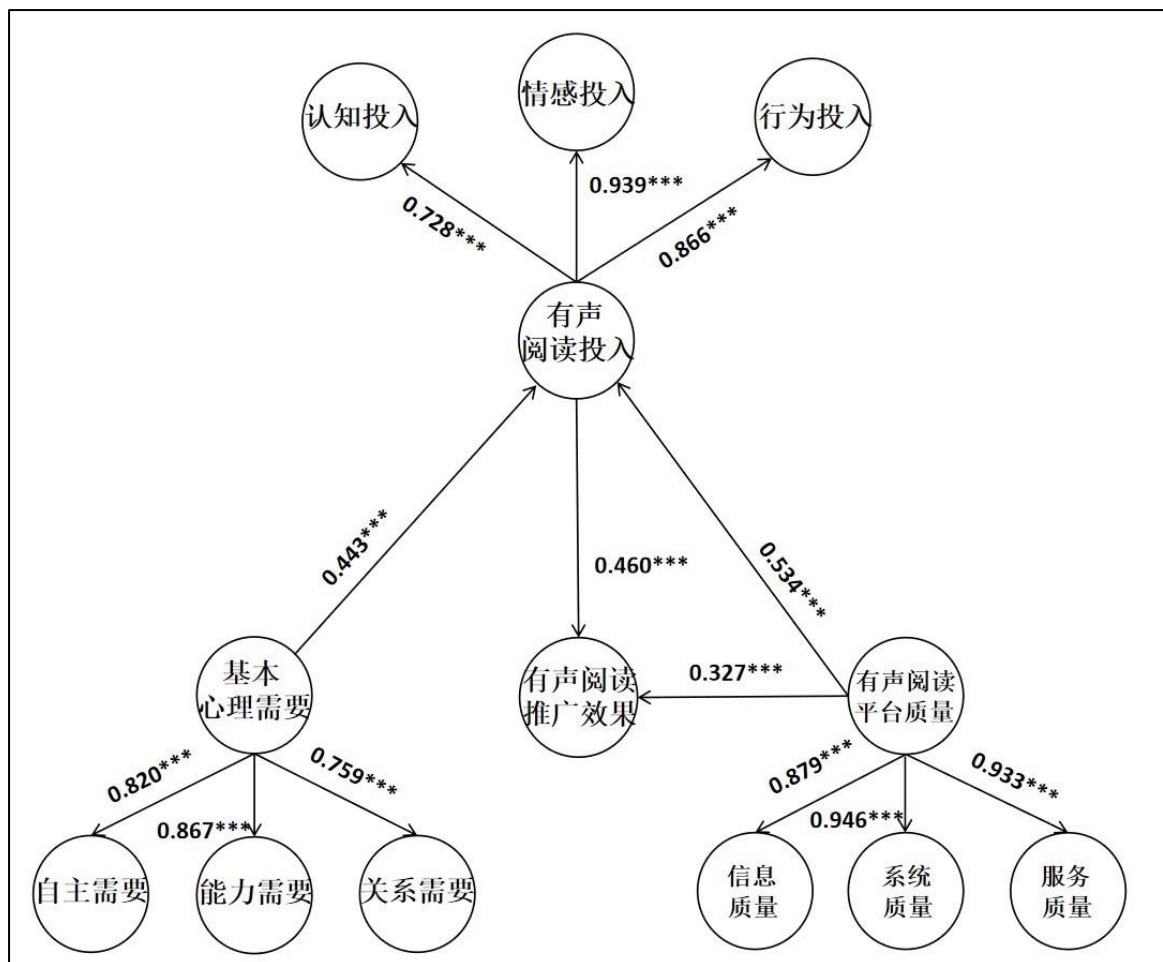 情感投入
认知投入
行为投入
0.939***
0.728***
0.866***
有声
阅读投入
0.443***
0.460***
0.534***
基本
心理需要
有声阅读
推广效果
0.327***
有声阅读
平台质量
0.820***
0.867***
0.759***
0.879***
0.946***
0.933***
自主需要
能力需要
关系需要
信息
质量
系统
质量
服务
质量